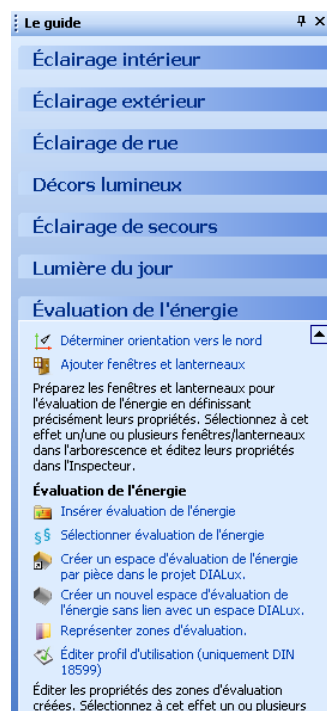 Le guide
Éclairage intérieur
Éclairage extérieur
Éclairage de rue
Décors lumineux
Éclairage de secours
Lumière du jour
Évaluation de l'énergie
Déterminer orientation vers le nord
Ajouter fenêtres et lanterneaux
Préparez les fenêtres et lanterneaux pour
l'évaluation de l'énergie en définissant
précisément leurs propriétés. Sélectionnez à cet
effet un/une ou plusieurs fenêtres/lanterneaux
dans l'arborescence et éditez leurs propriétés
dans l'Inspecteur.
Évaluation de l'énergie
Insérer évaluation de l'énergie
§§ Sélectionner évaluation de l'énergie
Créer un espace d'évaluation de l'énergie
par pièce dans le projet DIALux.
Créer un nouvel espace d'évaluation de
l'énergie sans lien avec un espace DIALux.
Représenter zones d'évaluation.
Éditer profil d'utilisation (uniquement DIN
18599)
Éditer les propriétés des zones d'évaluation
créées. Sélectionnez à cet effet un ou plusieurs